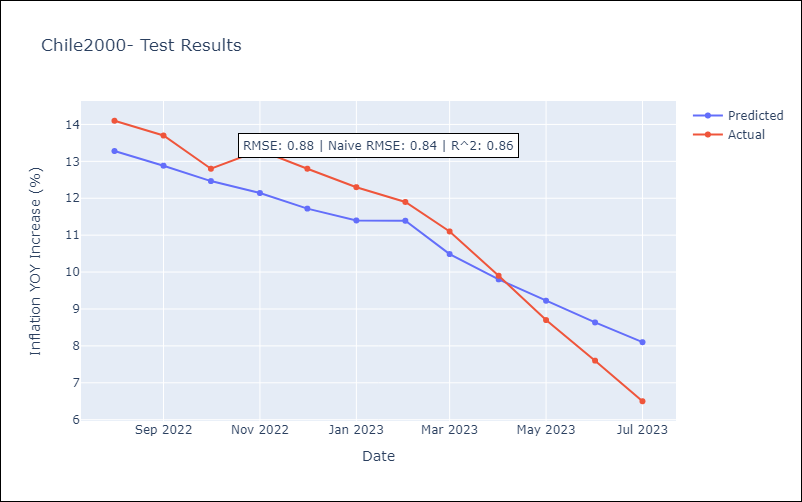 Chile2000- Test Results
Predicted
Actual
RMSE: 0.88 | Naive RMSE: 0.84 | R^2: 0.86
Inflation YOY Increase (%)
14
13
12
11
10
9
8
7
6
Sep 2022
Nov 2022
Jan 2023
Mar 2023
May 2023
Jul 2023
Date